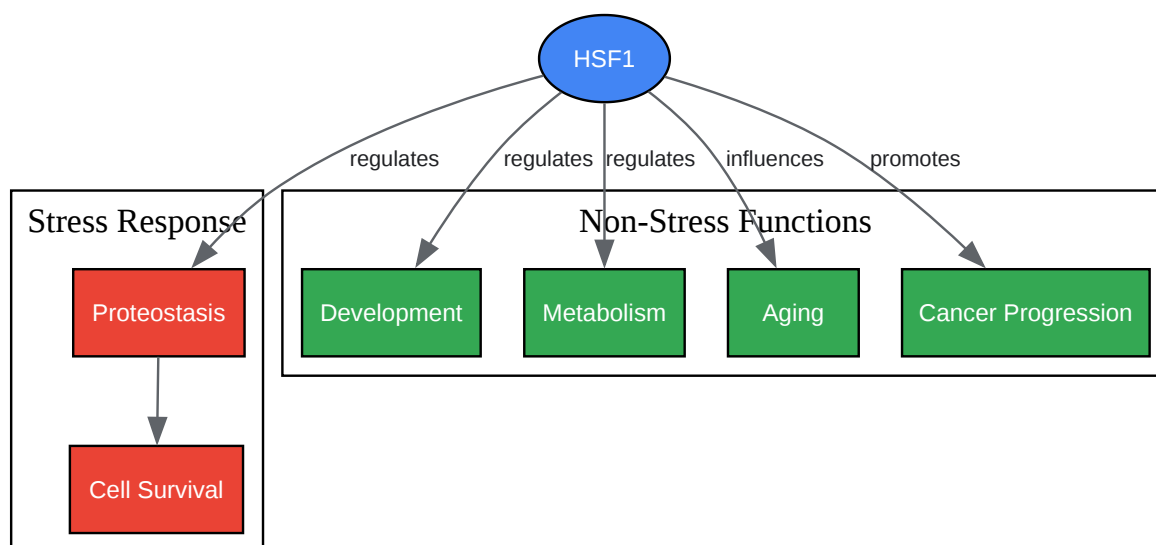 HSF1
regulates
regulates
regulates
influences
promotes
Stress Response
Non-Stress Functions
Proteostasis
Development
Metabolism
Aging
Cancer Progression
Cell Survival